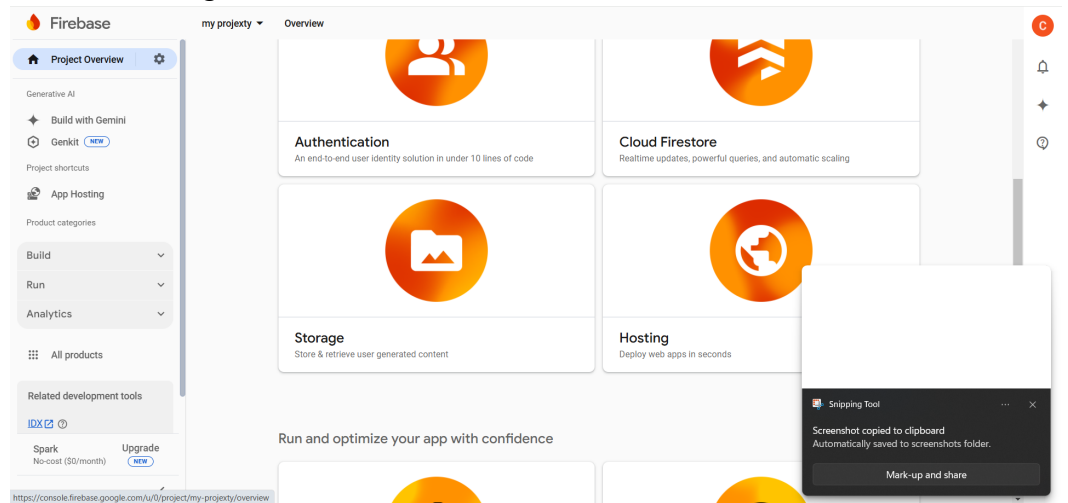 Firebase
my projexty
Overview
C
Project Overview
Generative AI
Build with Gemini
Genkit NEW
Project shortcuts
App Hosting
Product categories
Build
Run
Analytics
All products
Related development tools
IDX
Spark
No-cost ($0/month)
Upgrade
NEW
https://console.firebase.google.com/u/0/project/my-projexty/overview
Authentication
An end-to-end user identity solution in under 10 lines of code
Cloud Firestore
Realtime updates, powerful queries, and automatic scaling
Storage
Store & retrieve user generated content
Hosting
Deploy web apps in seconds
Run and optimize your app with confidence
Snipping Tool
Screenshot copied to clipboard
Automatically saved to screenshots folder.
Mark-up and share